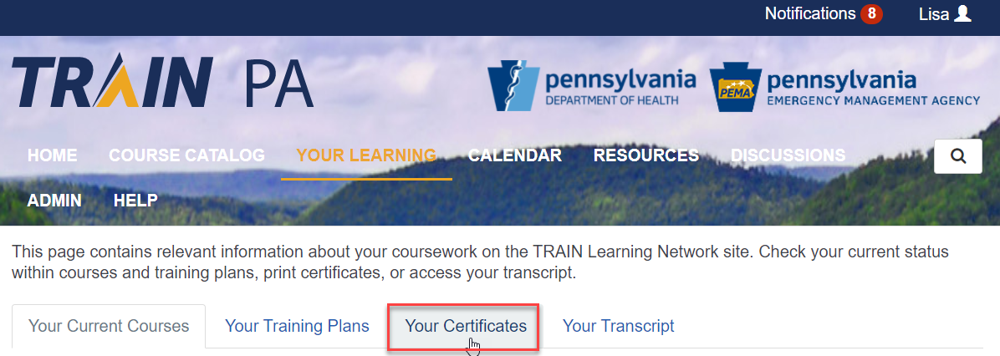 Notifications 8 Lisa
TRAIN PA
pennsylvania
DEPARTMENT OF HEALTH
PEMA
pennsylvania
EMERGENCY MANAGEMENT AGENCY
HOME COURSE CATALOG YOUR LEARNING CALENDAR RESOURCES DISCUSSIONS
ADMIN HELP
This page contains relevant information about your coursework on the TRAIN Learning Network site. Check your current status
within courses and training plans, print certificates, or access your transcript.
Your Current Courses Your Training Plans Your Certificates Your Transcript